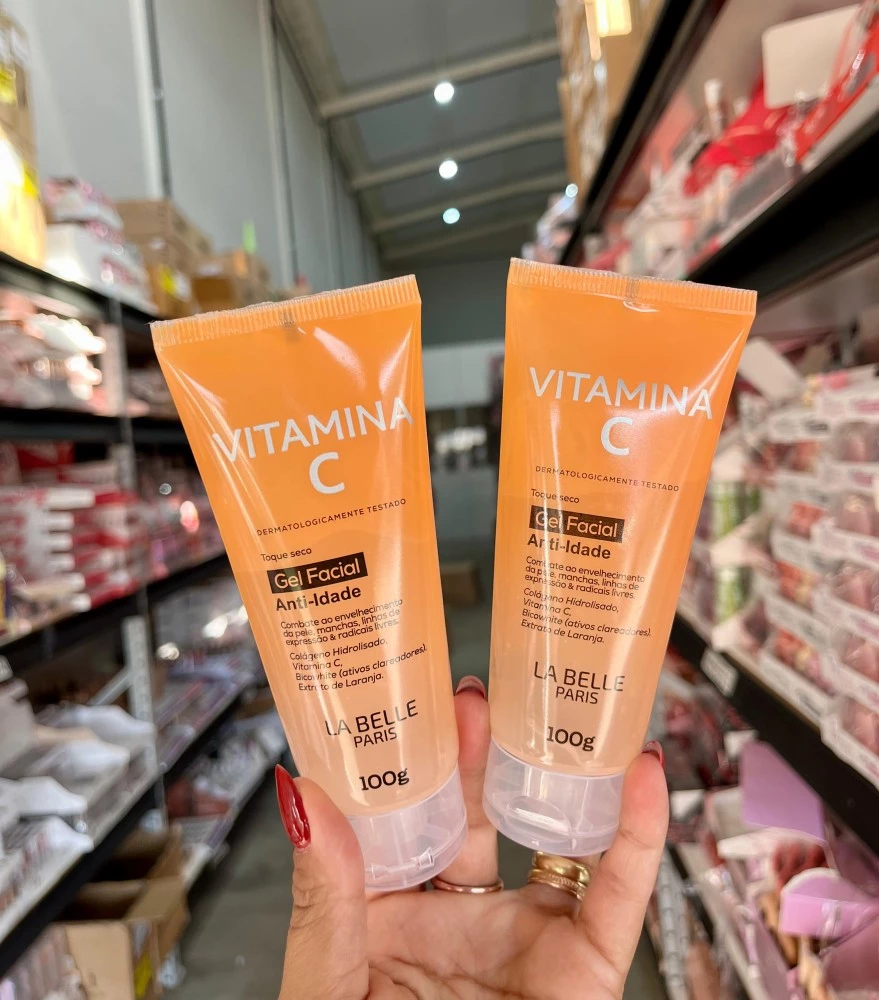 VITAMINA
C
DERMATOLOGICAMENTE TESTADO
Toque seco
Gel Facial
Anti-Idade
Combate ao envelhecimento
da pele, manchas, linhas de
expressão & radicais livres.
Colágeno Hidrolisado,
Vitamina C,
Bicowhite (ativos clareadores).
Extrato de Laranja.
LA BELLE
PARIS
100g
VITAMINA
C
DERMATOLOGICAMENTE TESTADO
Toque seco
Gel Facial
Anti-Idade
Combate ao envelhecimento
da pele, manchas, linhas de
expressão & radicais livres.
Colágeno Hidrolisado,
Vitamina C,
Bicowhite (ativos clareadores).
Extrato de Laranja.
LA BELLE
PARIS
100g